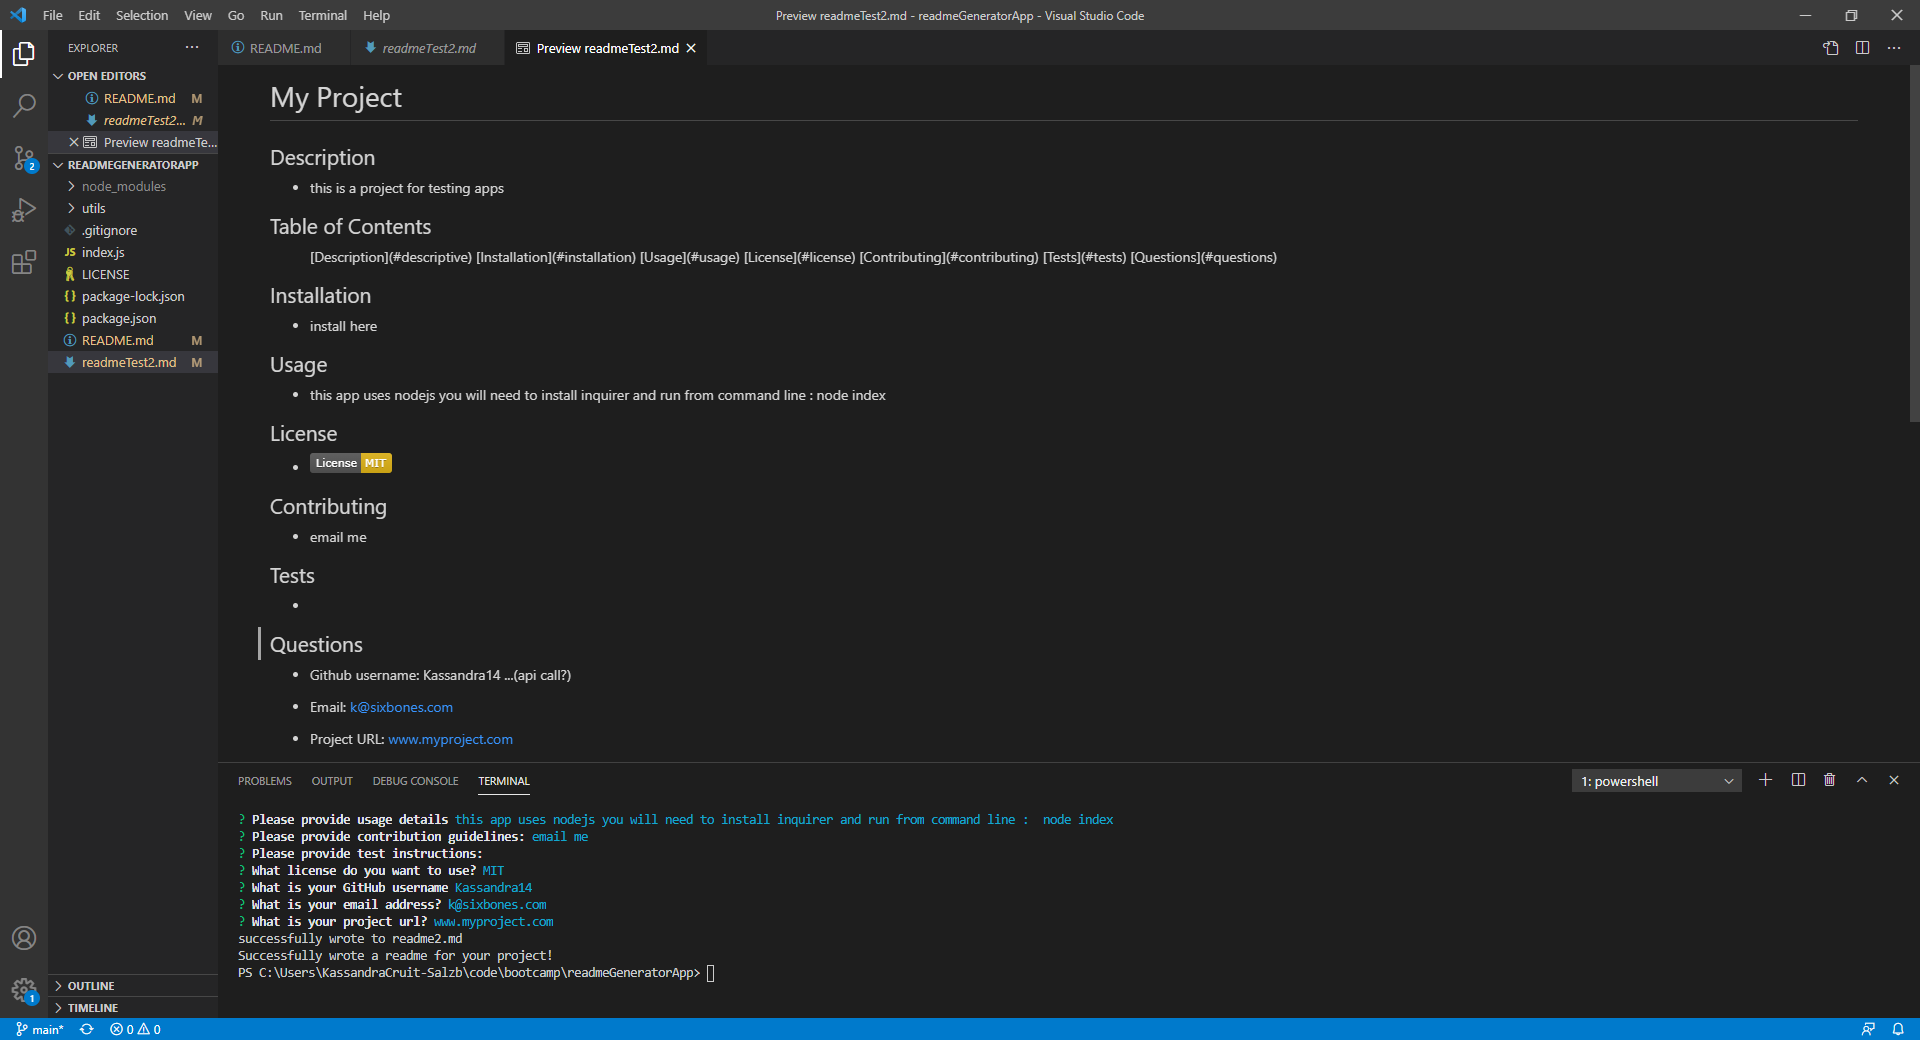 File Edit Selection View Go Run Terminal Help
Preview readmeTest2.md - readmeGeneratorApp - Visual Studio Code
EXPLORER
README.md
readmeTest2.md
Preview readmeTest2.md
OPEN EDITORS
README.md M
readmeTest2... M
Preview readmeTe...
READMEGENERATORAPP
node_modules
utils
.gitignore
JS index.js
LICENSE
{} package-lock.json
{} package.json
README.md M
readmeTest2.md M
OUTLINE
TIMELINE
2
1
My Project
Description
• this is a project for testing apps
Table of Contents
[Description](#descriptive) [Installation](#installation) [Usage](#usage) [License](#license) [Contributing](#contributing) [Tests](#tests) [Questions](#questions)
Installation
• install here
Usage
• this app uses nodejs you will need to install inquirer and run from command line : node index
License
• License MIT
Contributing
• email me
Tests
•
Questions
• Github username: Kassandra14 ...(api call?)
• Email: k@sixbones.com
• Project URL: www.myproject.com
PROBLEMS OUTPUT DEBUG CONSOLE TERMINAL
1: powershell
? Please provide usage details this app uses nodejs you will need to install inquirer and run from command line :  node index
? Please provide contribution guidelines: email me
? Please provide test instructions:
? What license do you want to use? MIT
? What is your GitHub username Kassandra14
? What is your email address? k@sixbones.com
? What is your project url? www.myproject.com
successfully wrote to readme2.md
Successfully wrote a readme for your project!
PS C:\Users\KassandraCruit-Salzb\code\bootcamp\readmeGeneratorApp>
main* 0 0